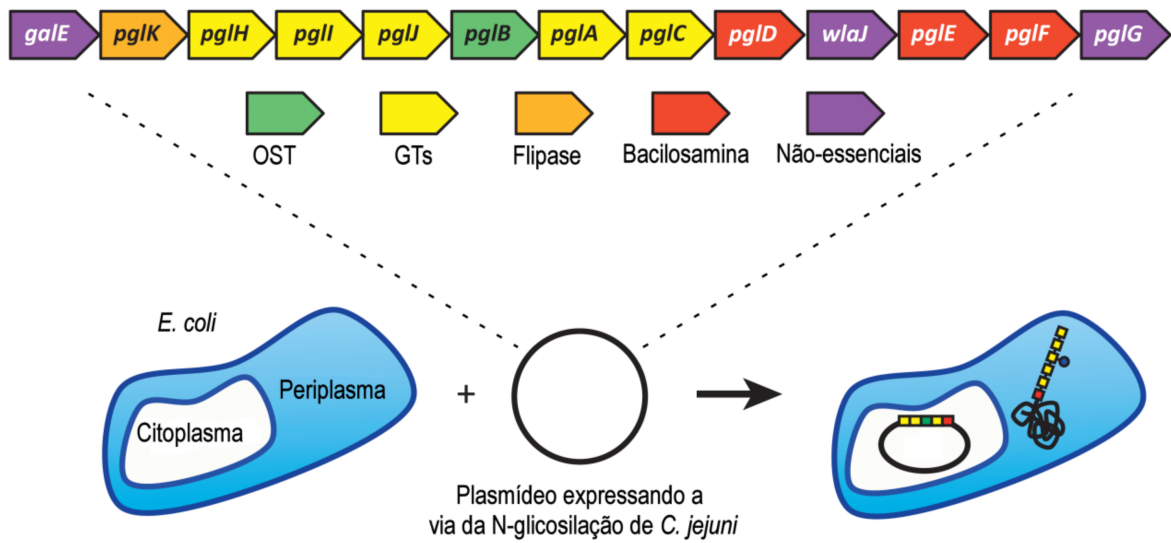 galE pglK pglH pglI pglJ pglB pglA pglC pglD wlaJ pglE pglF pglG
OST GTs Flipase Bacilosamina Não-essenciais
E. coli
Periplasma
Citoplasma
+
Plasmídeo expressando a
via da N-glicosilação de C. jejuni